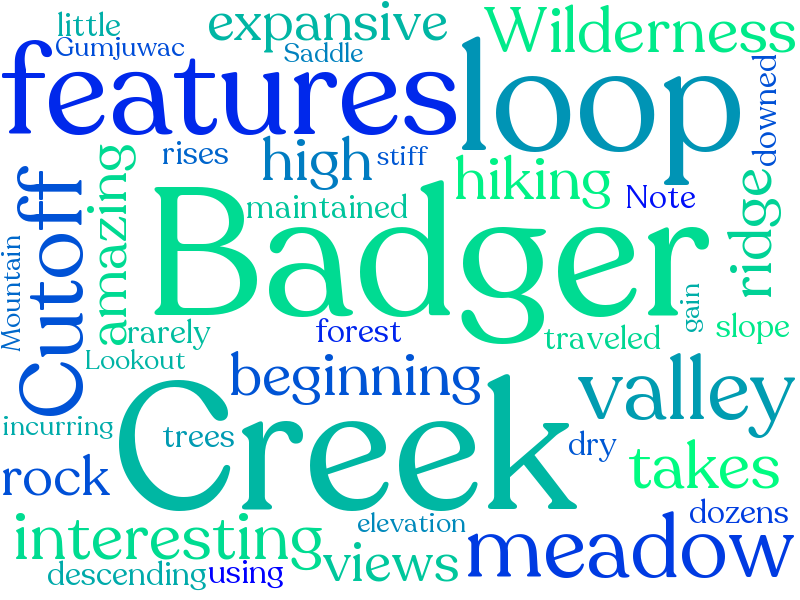 little
expansive
Wilderness
Gumjuwac
Saddle
features
loop
downed
rises
high
stiff
hiking
Note
amazing
maintained
Cutoff
Badger
ridge
Mountain
rarely
forest
traveled
gain
slope
Lookout
beginning
valley
incurring
Creek
trees
dry
rock
takes
dozens
interesting
elevation
meadow
views
descending
using